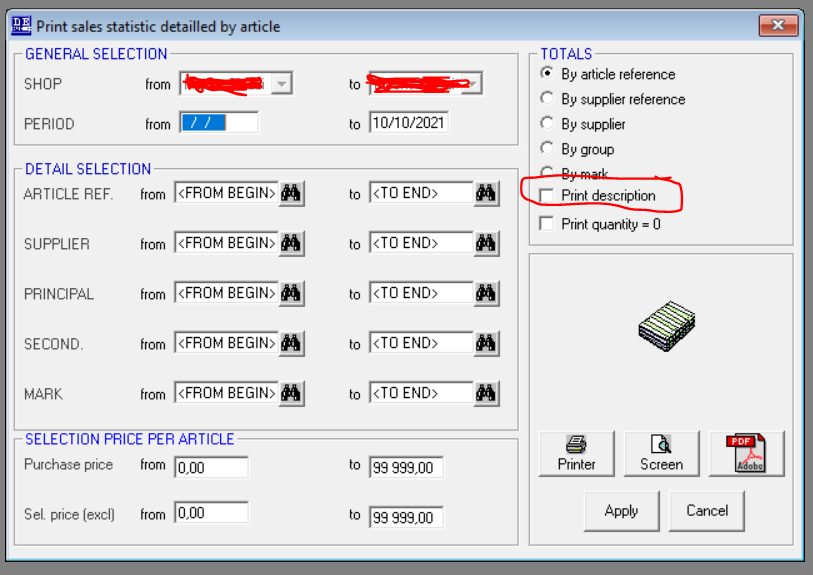 Print sales statistic detailled by article
GENERAL SELECTION
SHOP from to
PERIOD from / / to 10/10/2021
DETAIL SELECTION
ARTICLE REF. from <FROM BEGIN> to <TO END>
SUPPLIER from <FROM BEGIN> to <TO END>
PRINCIPAL from <FROM BEGIN> to <TO END>
SECOND. from <FROM BEGIN> to <TO END>
MARK from <FROM BEGIN> to <TO END>
SELECTION PRICE PER ARTICLE
Purchase price from 0,00 to 99 999,00
Sel. price (excl) from 0,00 to 99 999,00
TOTALS
By article reference
By supplier reference
By supplier
By group
By mark
Print description
Print quantity = 0
Printer
Screen
PDF
Adobe
Apply
Cancel